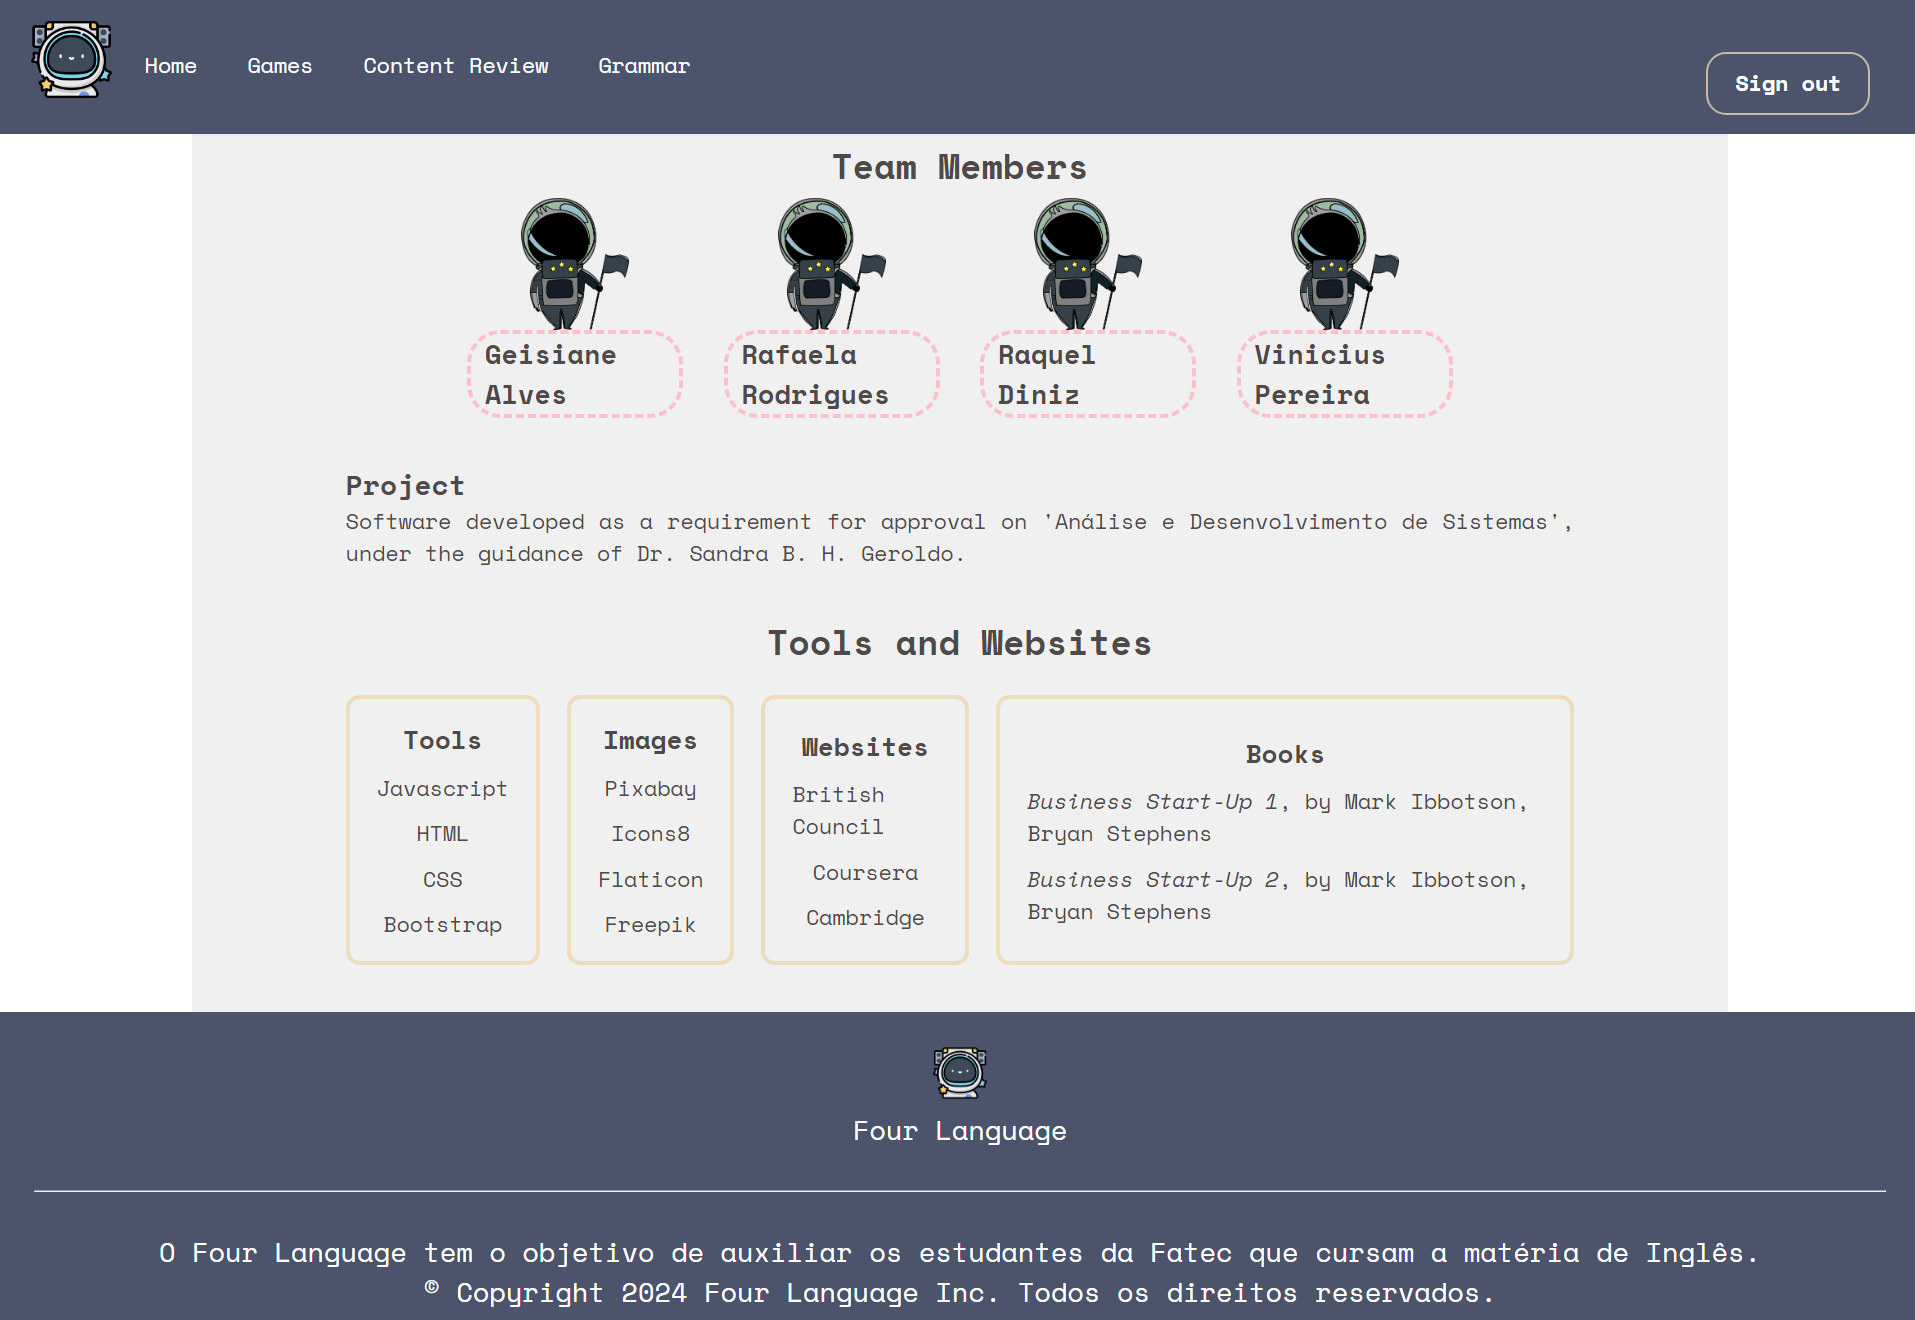 Home Games Content Review Grammar
Sign out
Team Members
Geisiane
Alves
Rafaela
Rodrigues
Raquel
Diniz
Vinicius
Pereira
Project
Software developed as a requirement for approval on 'Análise e Desenvolvimento de Sistemas',
under the guidance of Dr. Sandra B. H. Geroldo.
Tools and Websites
Tools
Javascript
HTML
CSS
Bootstrap
Images
Pixabay
Icons8
Flaticon
Freepik
Websites
British
Council
Coursera
Cambridge
Books
Business Start-Up 1, by Mark Ibbotson,
Bryan Stephens
Business Start-Up 2, by Mark Ibbotson,
Bryan Stephens
Four Language
O Four Language tem o objetivo de auxiliar os estudantes da Fatec que cursam a matéria de Inglês.
© Copyright 2024 Four Language Inc. Todos os direitos reservados.